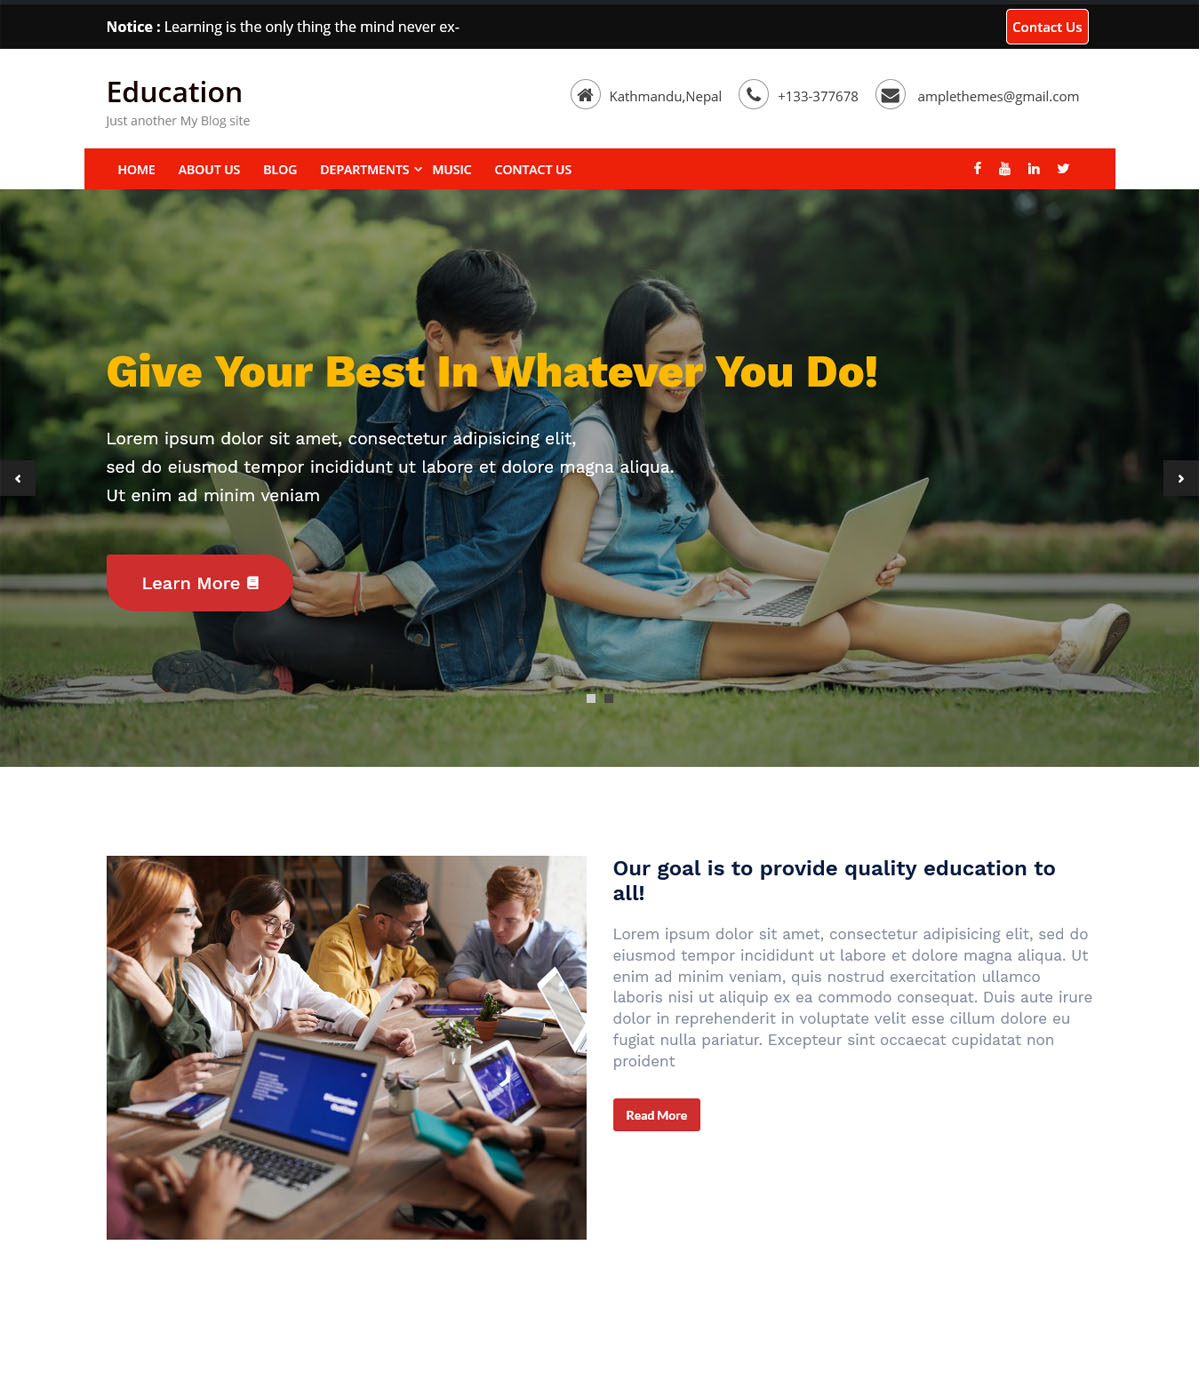 Notice : Learning is the only thing the mind never ex-
Contact Us
Education
Just another My Blog site
Kathmandu,Nepal
+133-377678
amplethemes@gmail.com
HOME ABOUT US BLOG DEPARTMENTS MUSIC CONTACT US
Give Your Best In Whatever You Do!
Lorem ipsum dolor sit amet, consectetur adipisicing elit,
sed do eiusmod tempor incididunt ut labore et dolore magna aliqua.
Ut enim ad minim veniam
Learn More
Our goal is to provide quality education to
all!
Lorem ipsum dolor sit amet, consectetur adipisicing elit, sed do
eiusmod tempor incididunt ut labore et dolore magna aliqua. Ut
enim ad minim veniam, quis nostrud exercitation ullamco
laboris nisi ut aliquip ex ea commodo consequat. Duis aute irure
dolor in reprehenderit in voluptate velit esse cillum dolore eu
fugiat nulla pariatur. Excepteur sint occaecat cupidatat non
proident
Read More